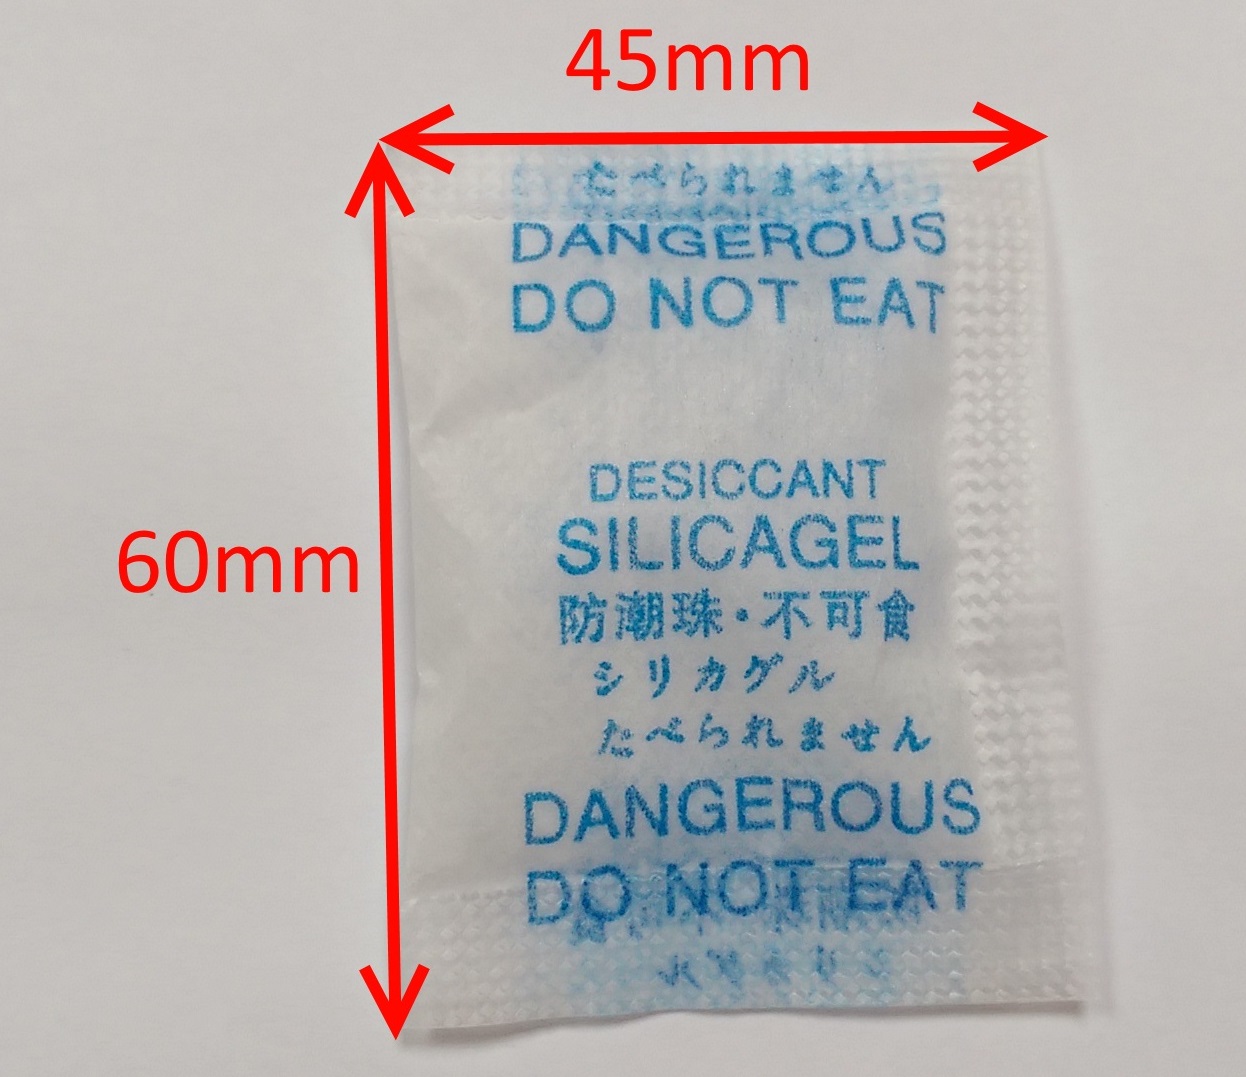 45mm
たべられません
DANGEROUS
DO NOT EAT
60mm
DESICCANT
SILICAGEL
防潮珠・不可食
シリカゲル
たべられません
DANGEROUS
DO NOT EAT